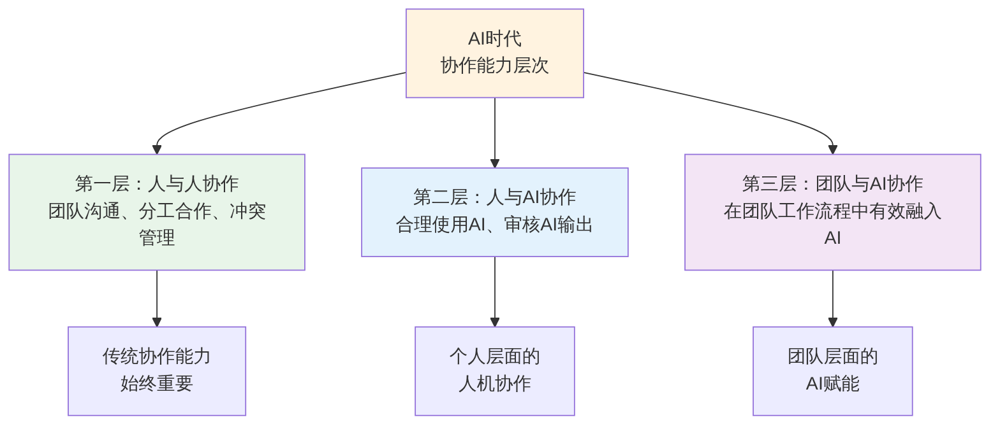 AI时代
协作能力层次
第一层：人与人协作
团队沟通、分工合作、冲突
管理
第二层：人与AI协作
合理使用AI、审核AI输出
第三层：团队与AI协作
在团队工作流程中有效融入
AI
传统协作能力
始终重要
个人层面的
人机协作
团队层面的
AI赋能